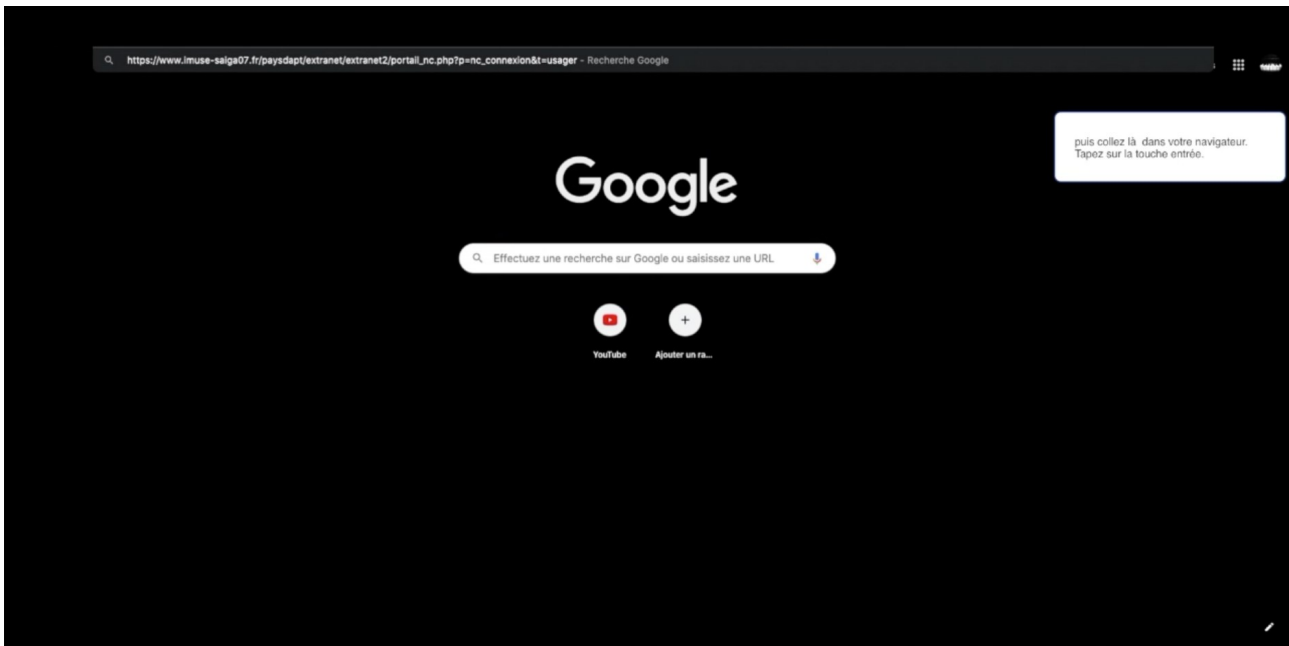 https://www.imuse-saiga07.fr/paysdapt/extranet/extranet2/portail_nc.php?p=nc_connexion&t=usager - Recherche Google
puis collez là dans votre navigateur.
Tapez sur la touche entrée.
Google
Effectuez une recherche sur Google ou saisissez une URL
YouTube
Ajouter un ra...